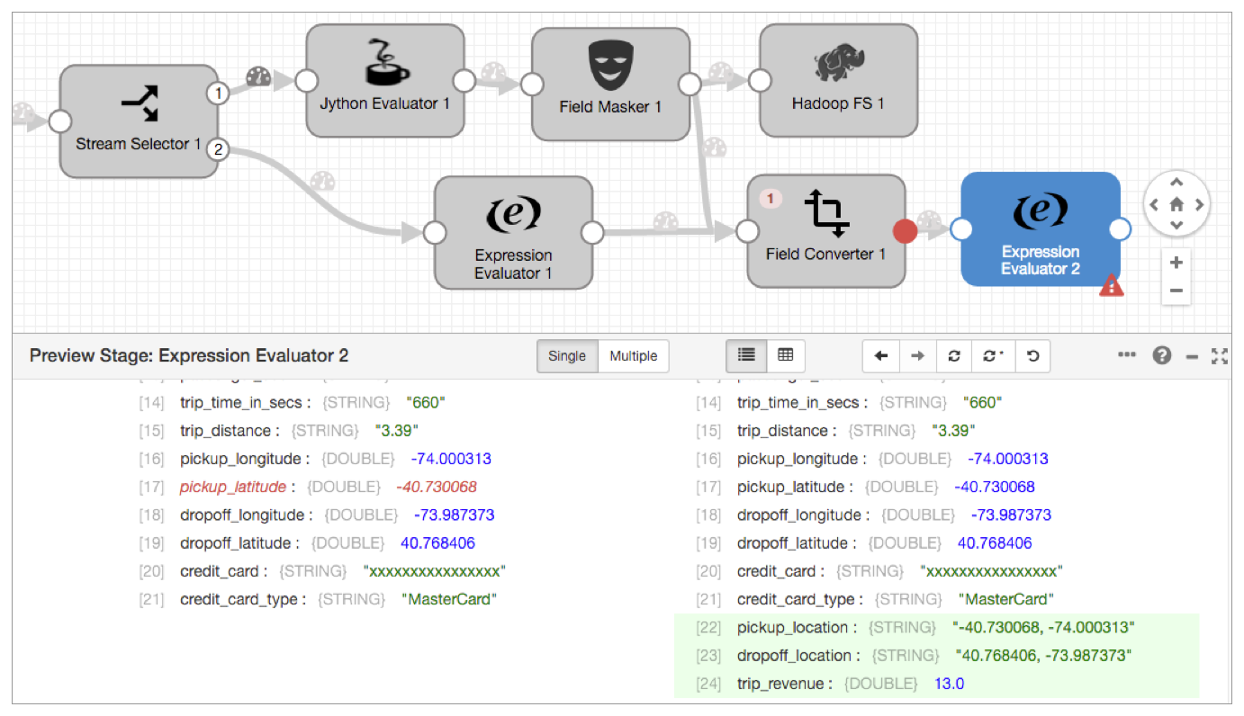 1
Jython Evaluator 1
Field Masker 1
Hadoop FS 1
Stream Selector 1
2
1
Expression
Evaluator 1
Field Converter 1
Expression
Evaluator 2
Preview Stage: Expression Evaluator 2
Single
Multiple
[14] trip_time_in_secs : {STRING} "660"
[15] trip_distance : {STRING} "3.39"
[16] pickup_longitude : {DOUBLE} -74.000313
[17] pickup_latitude : {DOUBLE} -40.730068
[18] dropoff_longitude : {DOUBLE} -73.987373
[19] dropoff_latitude : {DOUBLE} 40.768406
[20] credit_card : {STRING} "xxxxxxxxxxxxxxxx"
[21] credit_card_type : {STRING} "MasterCard"
[14] trip_time_in_secs : {STRING} "660"
[15] trip_distance : {STRING} "3.39"
[16] pickup_longitude : {DOUBLE} -74.000313
[17] pickup_latitude : {DOUBLE} -40.730068
[18] dropoff_longitude : {DOUBLE} -73.987373
[19] dropoff_latitude : {DOUBLE} 40.768406
[20] credit_card : {STRING} "xxxxxxxxxxxxxxxx"
[21] credit_card_type : {STRING} "MasterCard"
[22] pickup_location : {STRING} "-40.730068, -74.000313"
[23] dropoff_location : {STRING} "40.768406, -73.987373"
[24] trip_revenue : {DOUBLE} 13.0